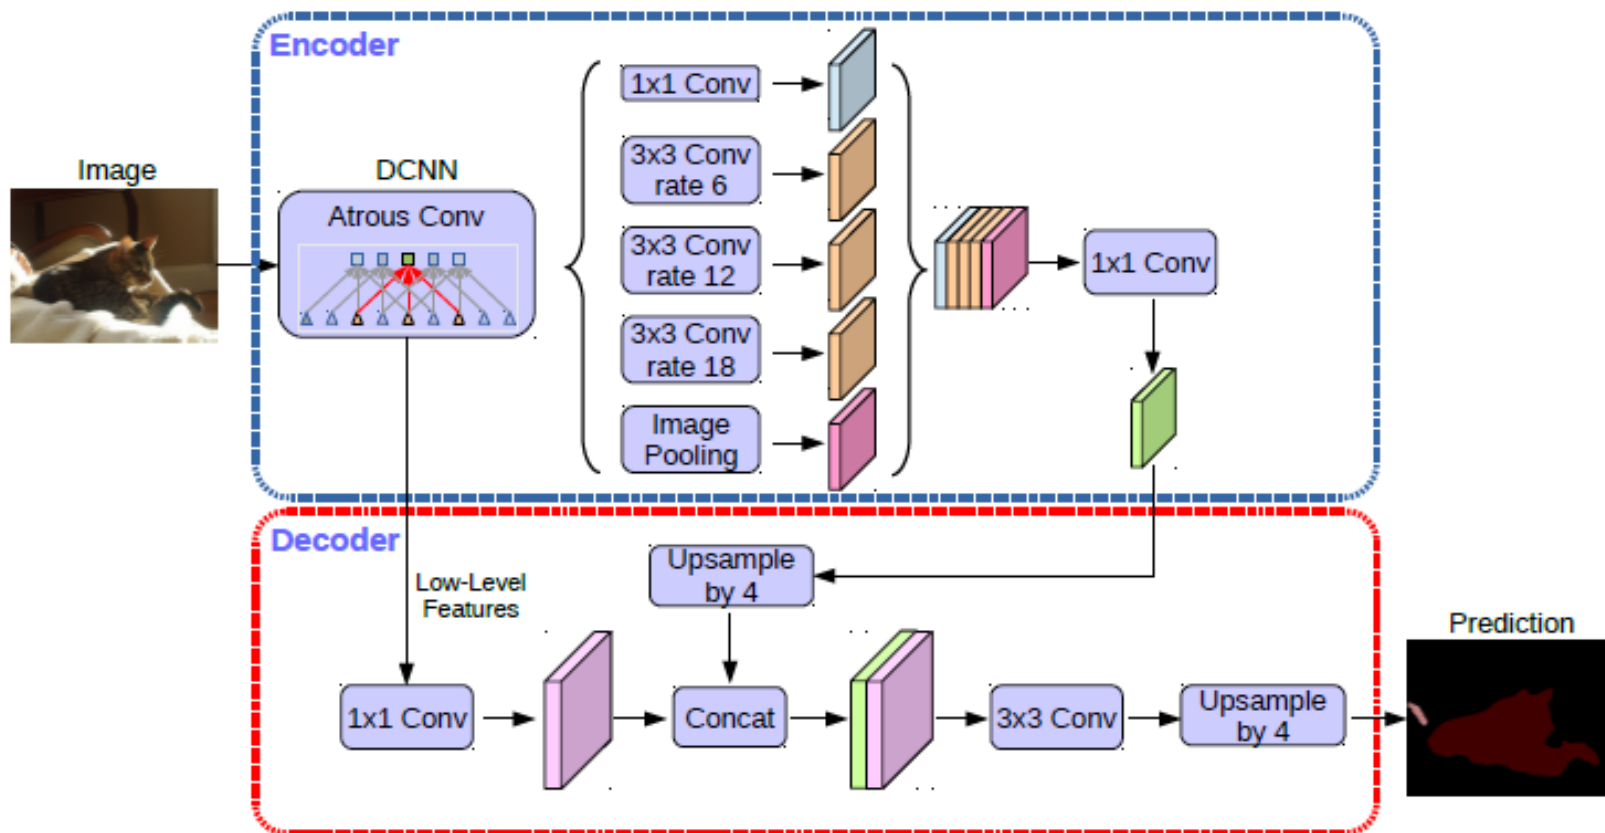 Encoder
Image
DCNN
Atrous Conv
1x1 Conv
3x3 Conv
rate 6
3x3 Conv
rate 12
3x3 Conv
rate 18
Image
Pooling
1x1 Conv
Decoder
Low-Level
Features
Upsample
by 4
1x1 Conv
Concat
3x3 Conv
Upsample
by 4
Prediction